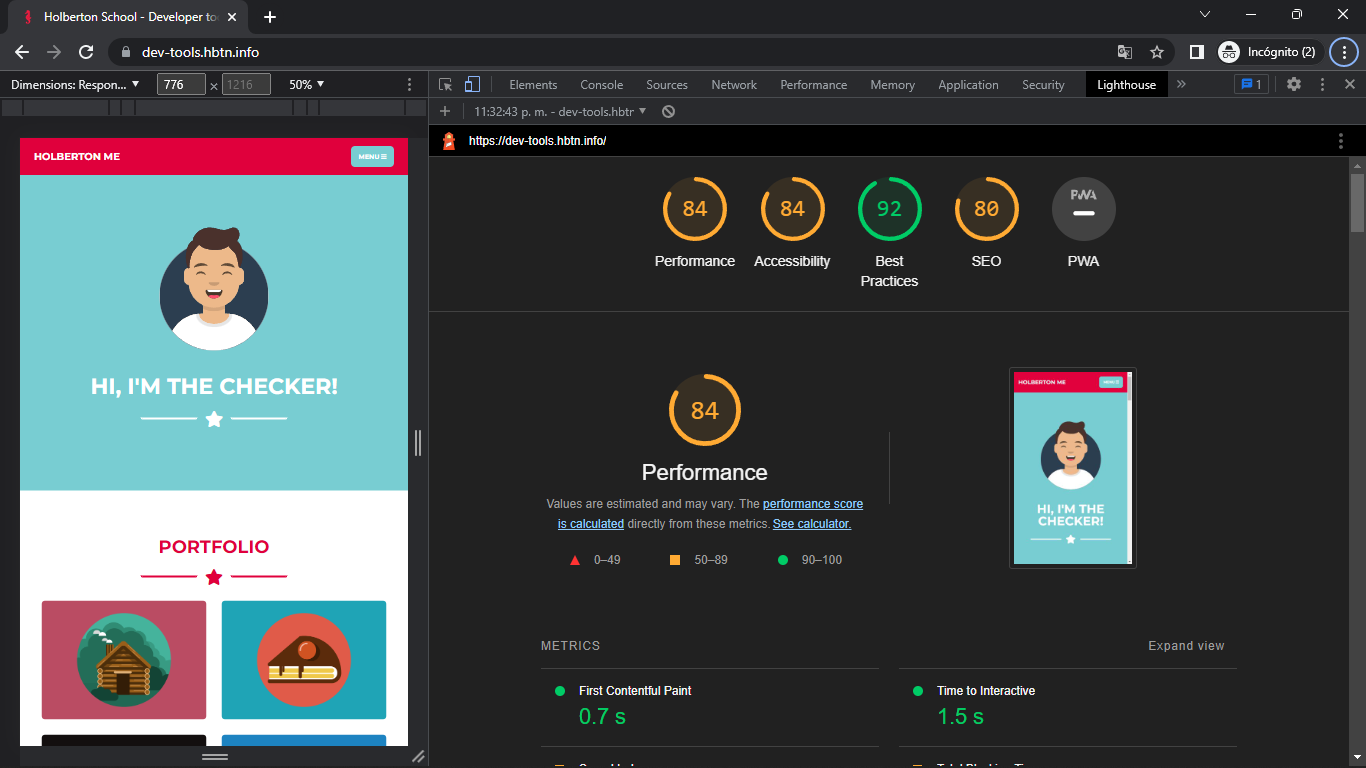 Holberton School - Developer to
dev-tools.hbtn.info
Incógnito (2)
Dimensions: Respon... ▼
776 × 1216
50% ▼
Elements
Console
Sources
Network
Performance
Memory
Application
Security
Lighthouse
»
1
11:32:43 p. m. - dev-tools.hbtr ▼
https://dev-tools.hbtn.info/
HOLBERTON ME
MENU
HI, I'M THE CHECKER!
PORTFOLIO
84
Performance
84
Accessibility
92
Best
Practices
80
SEO
PWA
PWA
84
Performance
Values are estimated and may vary. The performance score
is calculated directly from these metrics. See calculator.
0–49
50–89
90–100
HOLBERTON ME
MENU
HI, I'M THE
CHECKER!
METRICS
Expand view
First Contentful Paint
0.7 s
Time to Interactive
1.5 s